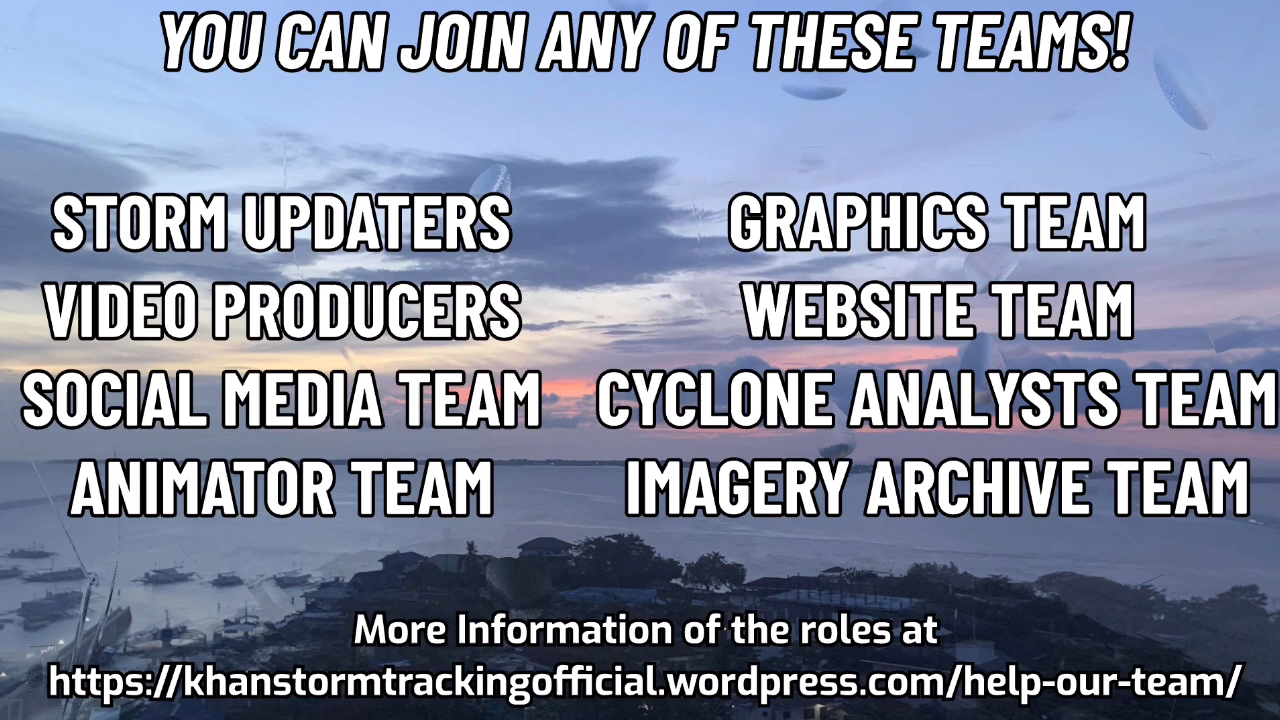 YOU CAN JOIN ANY OF THESE TEAMS!
STORM UPDATERS
VIDEO PRODUCERS
SOCIAL MEDIA TEAM
ANIMATOR TEAM
GRAPHICS TEAM
WEBSITE TEAM
CYCLONE ANALYSTS TEAM
IMAGERY ARCHIVE TEAM
More Information of the roles at
https://khanstormtrackingofficial.wordpress.com/help-our-team/